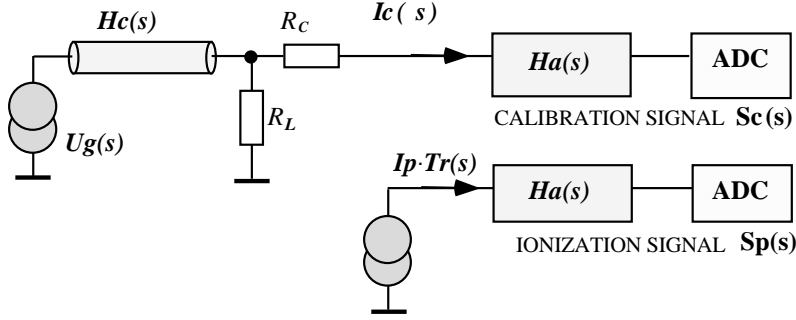 Hc(s)
R_C
Ic( s)
Ha(s)
ADC
Ug(s)
R_L
CALIBRATION SIGNAL Sc(s)
Ip·Tr(s)
Ha(s)
ADC
IONIZATION SIGNAL Sp(s)